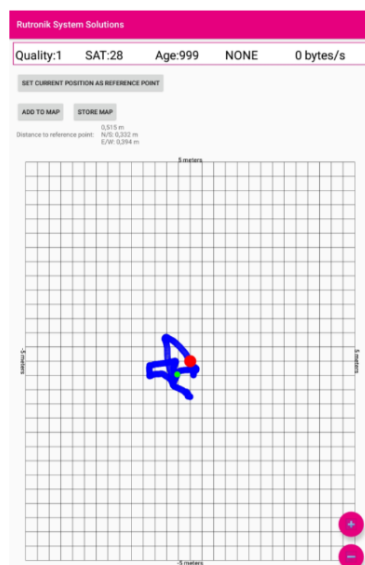 Rutronik System Solutions
Quality:1 SAT:28 Age:999 NONE 0 bytes/s
SET CURRENT POSITION AS REFERENCE POINT
ADD TO MAP STORE MAP
0,515 m
Distance to reference point: N/S: 0,332 m
E/W: 0,394 m
5 meters
-5 meters
5 meters
-5 meters
+
−